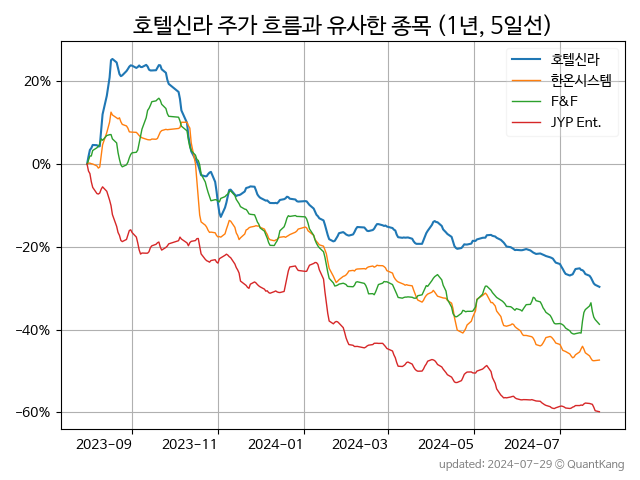 호텔신라 주가 흐름과 유사한 종목 (1년, 5일선)
호텔신라
한온시스템
F&F
JYP Ent.
20%
0%
−20%
−40%
−60%
2023-09
2023-11
2024-01
2024-03
2024-05
2024-07
updated: 2024-07-29 © QuantKang